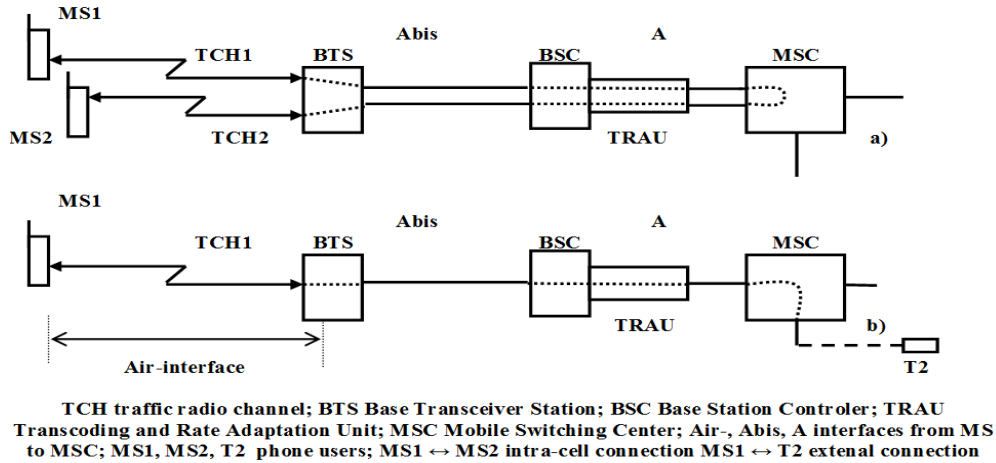 MS1
Abis
A
TCH1
BTS
BSC
MSC
MS2
TCH2
TRAU
a)
MS1
Abis
A
TCH1
BTS
BSC
MSC
TRAU
b)
Air-interface
T2
TCH traffic radio channel; BTS Base Transceiver Station; BSC Base Station Controler; TRAU
Transcoding and Rate Adaptation Unit; MSC Mobile Switching Center; Air-, Abis, A interfaces from MS
to MSC; MS1, MS2, T2 phone users; MS1 ↔ MS2 intra-cell connection MS1 ↔ T2 extenal connection